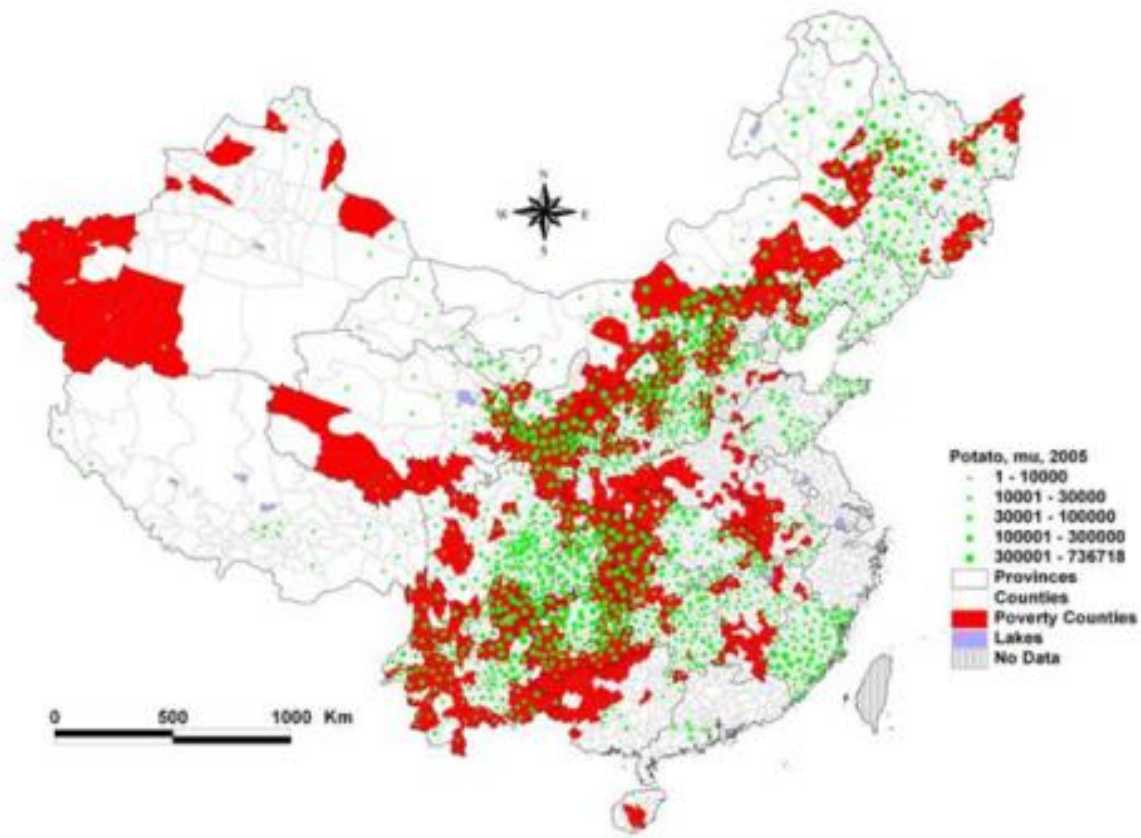 N
W E
S
Potato, mu, 2005
1 - 10000
10001 - 30000
30001 - 100000
100001 - 300000
300001 - 736718
Provinces
Counties
Poverty Counties
Lakes
No Data
0 500 1000 Km